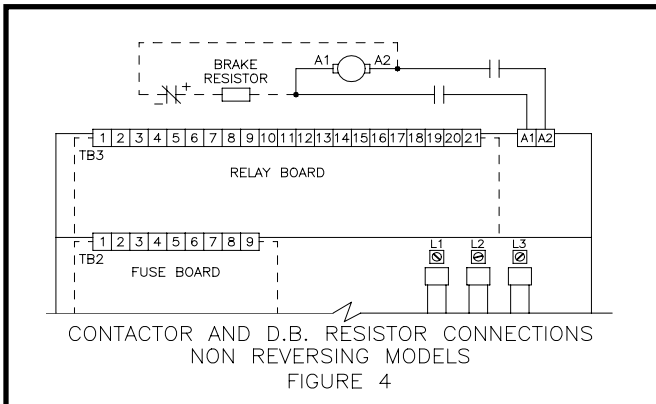 BRAKE
RESISTOR
A1 A2
- +
1 2 3 4 5 6 7 8 9 10 11 12 13 14 15 16 17 18 19 20 21 A1 A2
TB3
RELAY BOARD
1 2 3 4 5 6 7 8 9
TB2
FUSE BOARD
L1 L2 L3
CONTACTOR AND D.B. RESISTOR CONNECTIONS
NON REVERSING MODELS
FIGURE 4